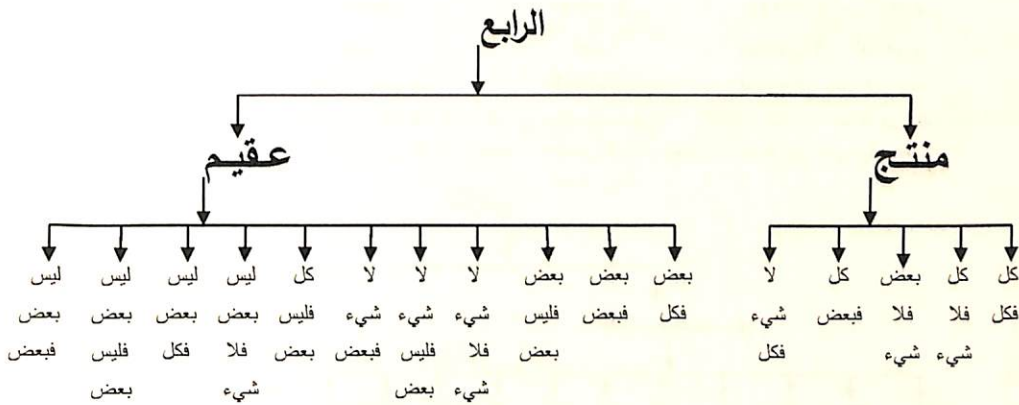 الرابع
منتج
كل
فكل
كل
فلا
شيء
بعض
فلا
شيء
كل
فبعض
لا
شيء
فكل
عقيم
بعض
فكل
بعض
فبعض
بعض
فليس
بعض
لا
شيء
فلا
شيء
لا
شيء
فليس
بعض
لا
شيء
فبعض
كل
فليس
بعض
ليس
بعض
فلا
شيء
ليس
بعض
فكل
ليس
بعض
فليس
بعض
ليس
بعض
فبعض